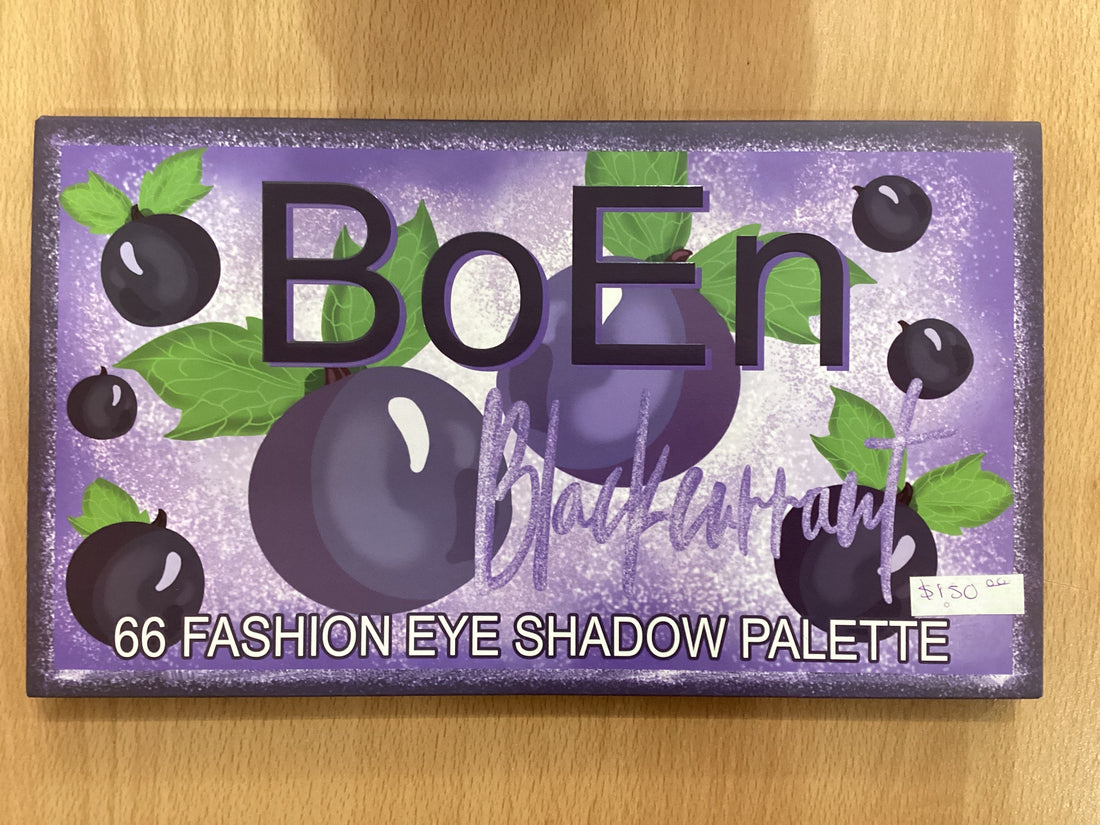 BoEn
Blackcurrant
$150.00
66 FASHION EYE SHADOW PALETTE